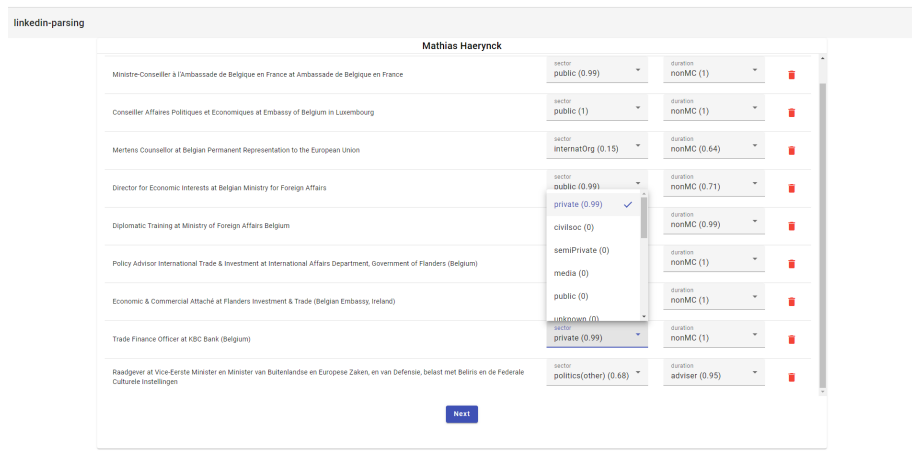 linkedin-parsing
Mathias Haerynck
sector
duration
Ministre-Conseiller à l'Ambassade de Belgique en France at Ambassade de Belgique en France
public (0.99)
nonMC (1)
sector
duration
Conseiller Affaires Politiques et Economiques at Embassy of Belgium in Luxembourg
public (1)
nonMC (1)
sector
duration
Mertens Counsellor at Belgian Permanent Representation to the European Union
internatOrg (0.15)
nonMC (0.64)
sector
duration
Director for Economic Interests at Belgian Ministry for Foreign Affairs
public (0.99)
nonMC (0.71)
private (0.99)
civilsoc (0)
semiPrivate (0)
media (0)
public (0)
unknown (0)
duration
Diplomatic Training at Ministry of Foreign Affairs Belgium
nonMC (0.99)
duration
Policy Advisor International Trade & Investment at International Affairs Department, Government of Flanders (Belgium)
nonMC (1)
duration
Economic & Commercial Attaché at Flanders Investment & Trade (Belgian Embassy, Ireland)
nonMC (1)
sector
duration
Trade Finance Officer at KBC Bank (Belgium)
private (0.99)
nonMC (1)
sector
duration
Raadgever at Vice-Eerste Minister en Minister van Buitenlandse en Europese Zaken, en van Defensie, belast met Beliris en de Federale
Culturele Instellingen
politics(other) (0.68)
adviser (0.95)
Next